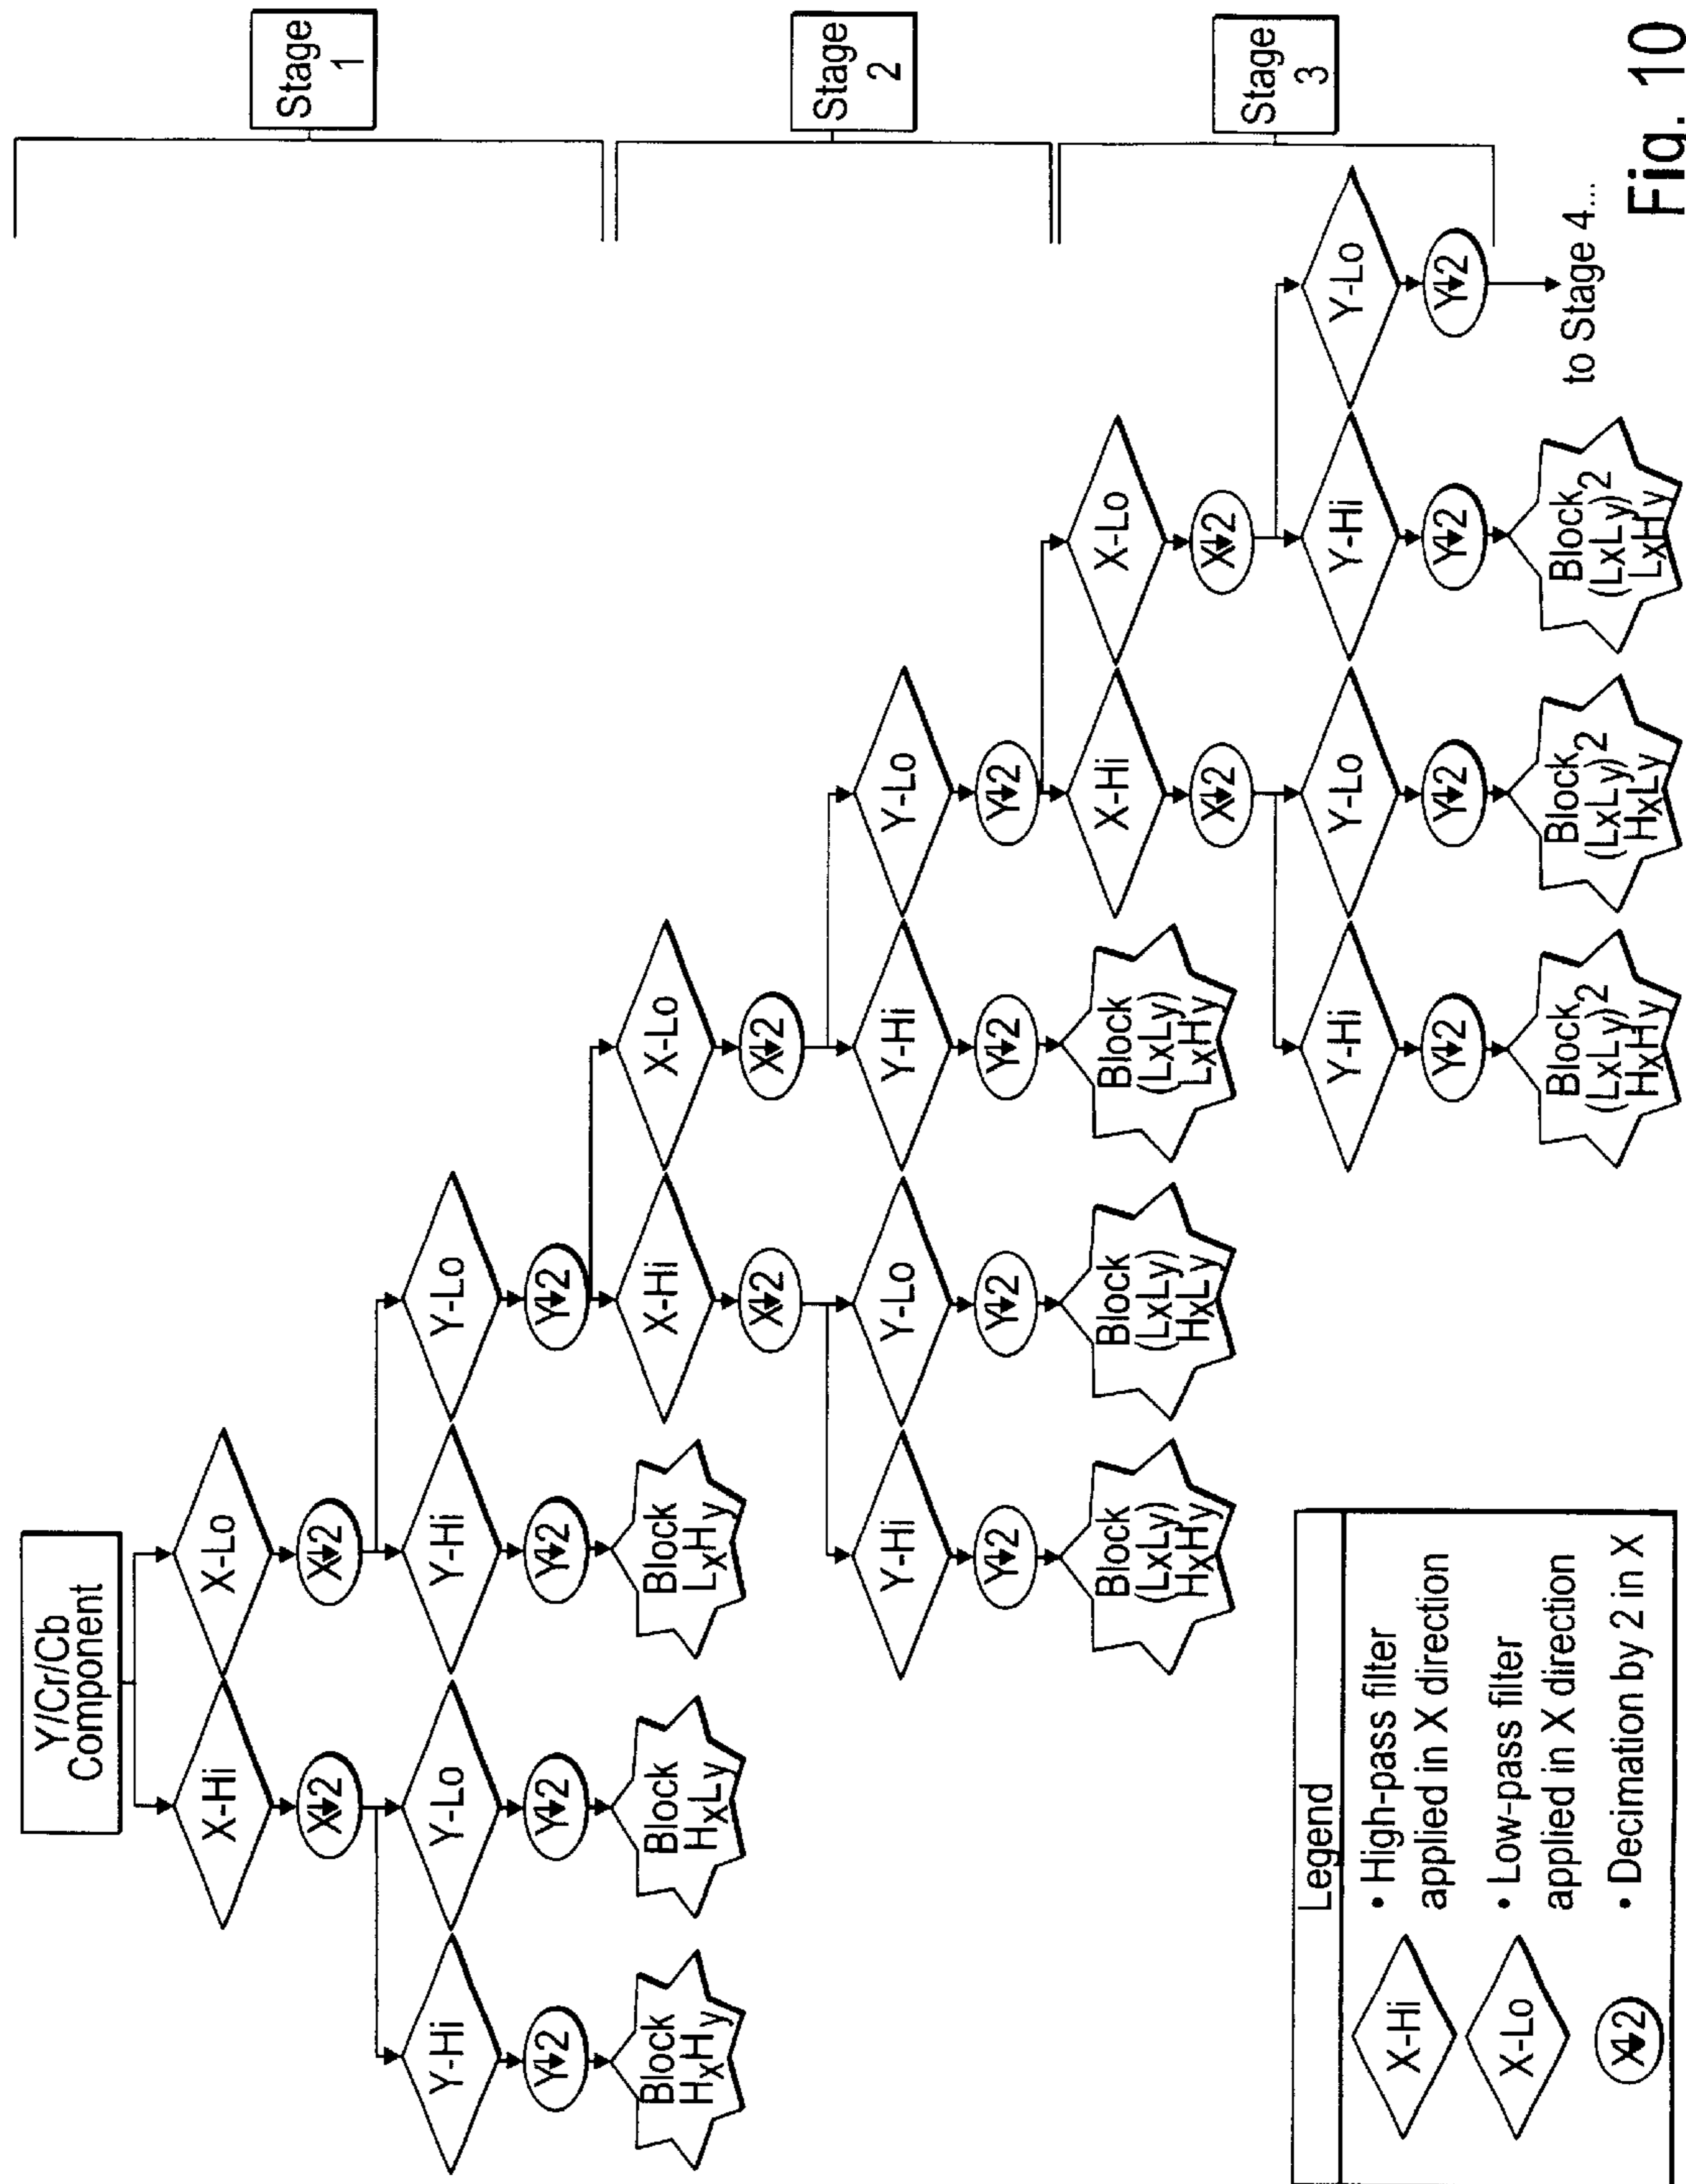 Y/Cr/Cb
Component
Stage
1
X-Hi
X-Lo
X↓2
X↓2
Y-Hi
Y-Lo
Y-Hi
Y-Lo
Y↓2
Y↓2
Y↓2
Y↓2
Block
HxHy
Block
HxLy
Block
LxHy
Stage
2
X-Hi
X-Lo
X↓2
X↓2
Y-Hi
Y-Lo
Y-Hi
Y-Lo
Y↓2
Y↓2
Y↓2
Y↓2
Block
(LxLy)
HxHy
Block
(LxLy)
HxLy
Block
(LxLy)
LxHy
Stage
3
X-Hi
X-Lo
X↓2
X↓2
Y-Hi
Y-Lo
Y-Hi
Y-Lo
Y↓2
Y↓2
Y↓2
Y↓2
Block
(LxLy)2
HxHy
Block
(LxLy)2
HxLy
Block
(LxLy)2
LxHy
to Stage 4...
Legend
X-Hi
• High-pass filter
applied in X direction
X-Lo
• Low-pass filter
applied in X direction
X↓2
• Decimation by 2 in X
Fig. 10